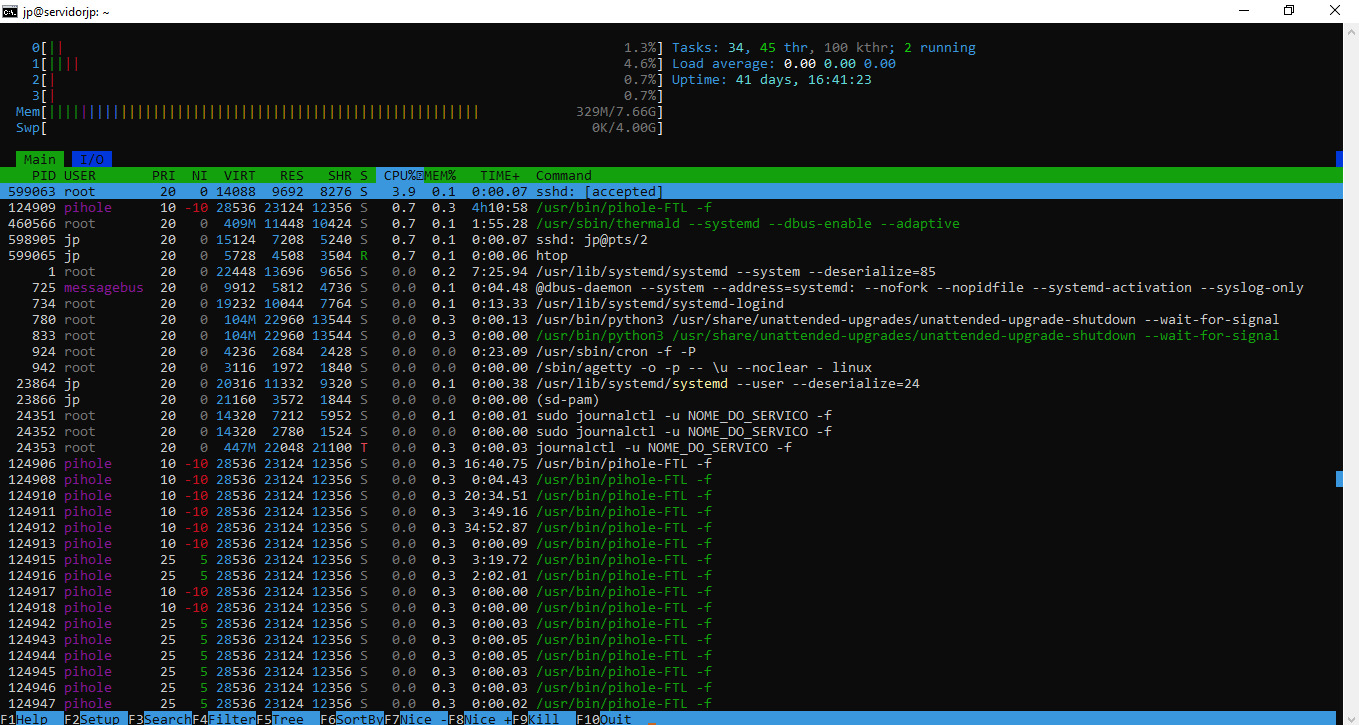 jp@servidorjp: ~
0[|| 1.3%] Tasks: 34, 45 thr, 100 kthr; 2 running
1[|||| 4.6%] Load average: 0.00 0.00 0.00
2[| 0.7%] Uptime: 41 days, 16:41:23
3[| 0.7%]
Mem[||||||||||||||||||||||||||||||||||||||||||||||||||||||| 329M/7.66G]
Swp[ 0K/4.00G]
Main I/O
PID USER PRI NI VIRT RES SHR S CPU% MEM% TIME+ Command
599063 root 20 0 14088 9692 8276 S 3.9 0.1 0:00.07 sshd: [accepted]
124909 pihole 10 -10 28536 23124 12356 S 0.7 0.3 4h10:58 /usr/bin/pihole-FTL -f
460566 root 20 0 409M 11448 10424 S 0.7 0.1 1:55.28 /usr/sbin/thermald --systemd --dbus-enable --adaptive
598905 jp 20 0 15124 7208 5240 S 0.7 0.1 0:00.07 sshd: jp@pts/2
599065 jp 20 0 5728 4508 3504 R 0.7 0.1 0:00.06 htop
1 root 20 0 22448 13696 9656 S 0.0 0.2 7:25.94 /usr/lib/systemd/systemd --system --deserialize=85
725 messagebus 20 0 9912 5812 4736 S 0.0 0.1 0:04.48 @dbus-daemon --system --address=systemd: --nofork --nopidfile --systemd-activation --syslog-only
734 root 20 0 19232 10044 7764 S 0.0 0.1 0:13.33 /usr/lib/systemd/systemd-logind
780 root 20 0 104M 22960 13544 S 0.0 0.3 0:00.13 /usr/bin/python3 /usr/share/unattended-upgrades/unattended-upgrade-shutdown --wait-for-signal
833 root 20 0 104M 22960 13544 S 0.0 0.3 0:00.00 /usr/bin/python3 /usr/share/unattended-upgrades/unattended-upgrade-shutdown --wait-for-signal
924 root 20 0 4236 2684 2428 S 0.0 0.0 0:23.09 /usr/sbin/cron -f -P
942 root 20 0 3116 1972 1840 S 0.0 0.0 0:00.00 /sbin/agetty -o -p -- \u --noclear - linux
23864 jp 20 0 20316 11332 9320 S 0.0 0.1 0:00.38 /usr/lib/systemd/systemd --user --deserialize=24
23866 jp 20 0 21160 3572 1844 S 0.0 0.0 0:00.00 (sd-pam)
24351 root 20 0 14320 7212 5952 S 0.0 0.1 0:00.01 sudo journalctl -u NOME_DO_SERVICO -f
24352 root 20 0 14320 2780 1524 S 0.0 0.0 0:00.00 sudo journalctl -u NOME_DO_SERVICO -f
24353 root 20 0 447M 22048 21100 T 0.0 0.3 0:00.03 journalctl -u NOME_DO_SERVICO -f
124906 pihole 10 -10 28536 23124 12356 S 0.0 0.3 16:40.75 /usr/bin/pihole-FTL -f
124908 pihole 10 -10 28536 23124 12356 S 0.0 0.3 0:04.43 /usr/bin/pihole-FTL -f
124910 pihole 10 -10 28536 23124 12356 S 0.0 0.3 20:34.51 /usr/bin/pihole-FTL -f
124911 pihole 10 -10 28536 23124 12356 S 0.0 0.3 3:49.16 /usr/bin/pihole-FTL -f
124912 pihole 10 -10 28536 23124 12356 S 0.0 0.3 34:52.87 /usr/bin/pihole-FTL -f
124913 pihole 10 -10 28536 23124 12356 S 0.0 0.3 0:00.09 /usr/bin/pihole-FTL -f
124915 pihole 25 5 28536 23124 12356 S 0.0 0.3 3:19.72 /usr/bin/pihole-FTL -f
124916 pihole 25 5 28536 23124 12356 S 0.0 0.3 2:02.01 /usr/bin/pihole-FTL -f
124917 pihole 10 -10 28536 23124 12356 S 0.0 0.3 0:00.00 /usr/bin/pihole-FTL -f
124918 pihole 10 -10 28536 23124 12356 S 0.0 0.3 0:00.00 /usr/bin/pihole-FTL -f
124942 pihole 25 5 28536 23124 12356 S 0.0 0.3 0:00.03 /usr/bin/pihole-FTL -f
124943 pihole 25 5 28536 23124 12356 S 0.0 0.3 0:00.05 /usr/bin/pihole-FTL -f
124944 pihole 25 5 28536 23124 12356 S 0.0 0.3 0:00.05 /usr/bin/pihole-FTL -f
124945 pihole 25 5 28536 23124 12356 S 0.0 0.3 0:00.03 /usr/bin/pihole-FTL -f
124946 pihole 25 5 28536 23124 12356 S 0.0 0.3 0:00.03 /usr/bin/pihole-FTL -f
124947 pihole 25 5 28536 23124 12356 S 0.0 0.3 0:00.02 /usr/bin/pihole-FTL -f
F1Help F2Setup F3SearchF4FilterF5Tree F6SortByF7Nice -F8Nice +F9Kill F10Quit